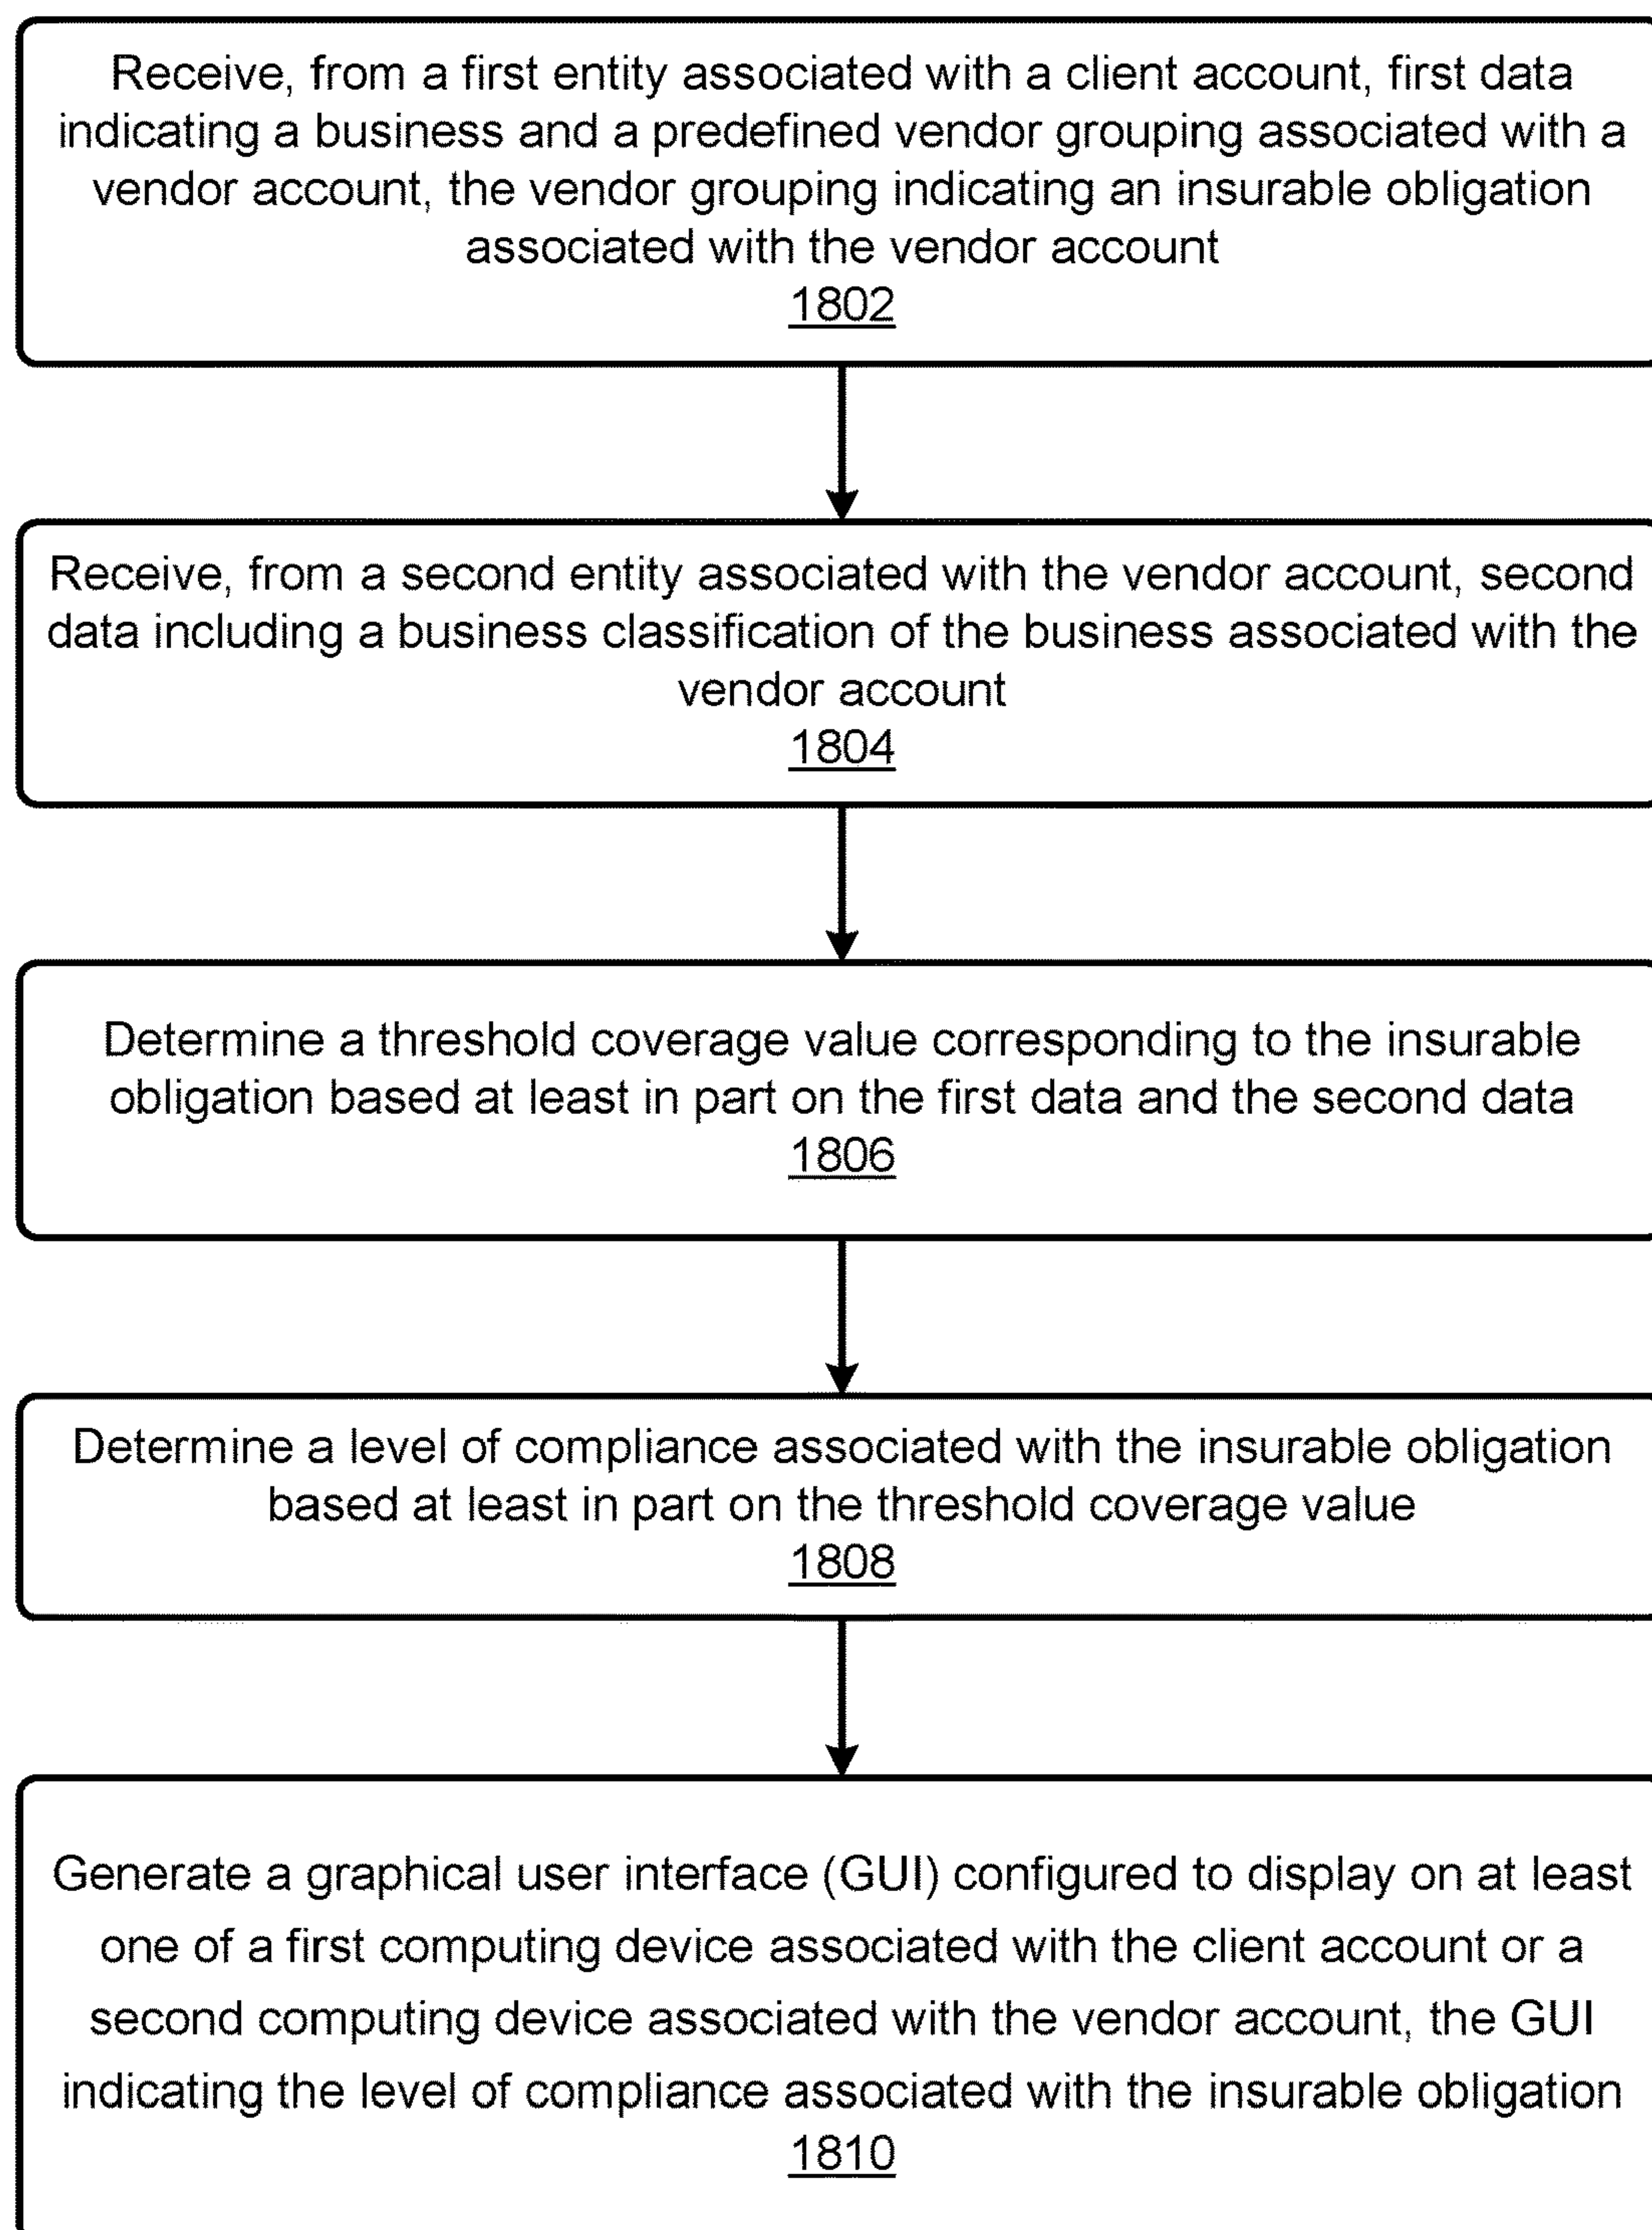 Receive, from a first entity associated with a client account, first data
indicating a business and a predefined vendor grouping associated with a
vendor account, the vendor grouping indicating an insurable obligation
associated with the vendor account
1802
Receive, from a second entity associated with the vendor account, second
data including a business classification of the business associated with the
vendor account
1804
Determine a threshold coverage value corresponding to the insurable
obligation based at least in part on the first data and the second data
1806
Determine a level of compliance associated with the insurable obligation
based at least in part on the threshold coverage value
1808
Generate a graphical user interface (GUI) configured to display on at least
one of a first computing device associated with the client account or a
second computing device associated with the vendor account, the GUI
indicating the level of compliance associated with the insurable obligation
1810